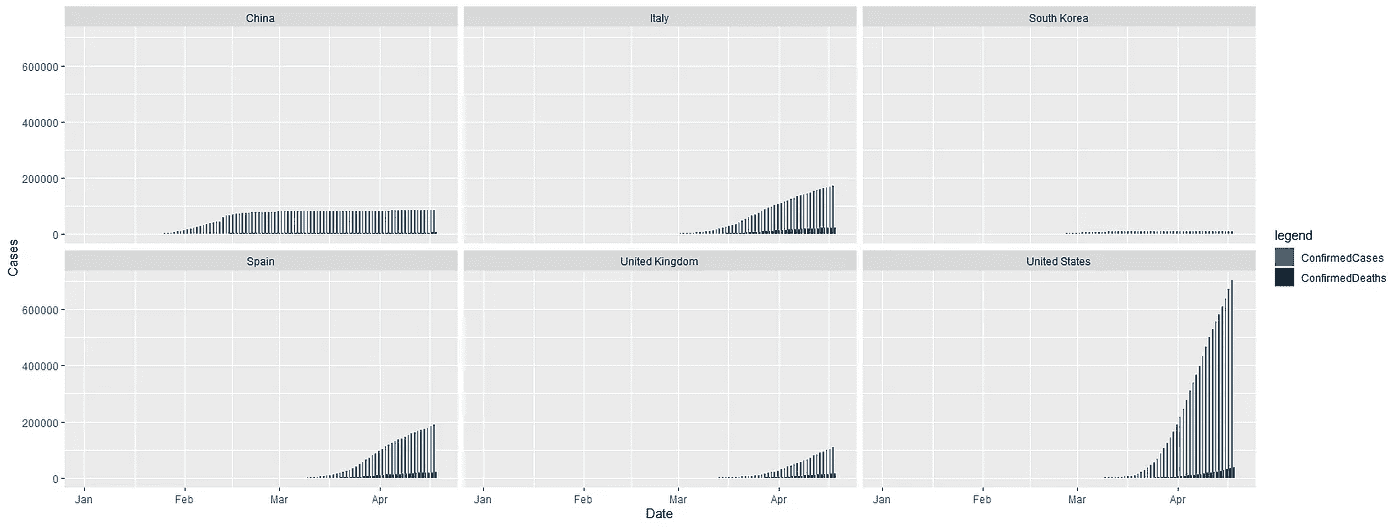 China Italy South Korea
600000
400000
200000
0
Cases
Spain United Kingdom United States
600000
400000
200000
0
Jan Feb Mar Apr Jan Feb Mar Apr Jan Feb Mar Apr
Date
legend
ConfirmedCases
ConfirmedDeaths